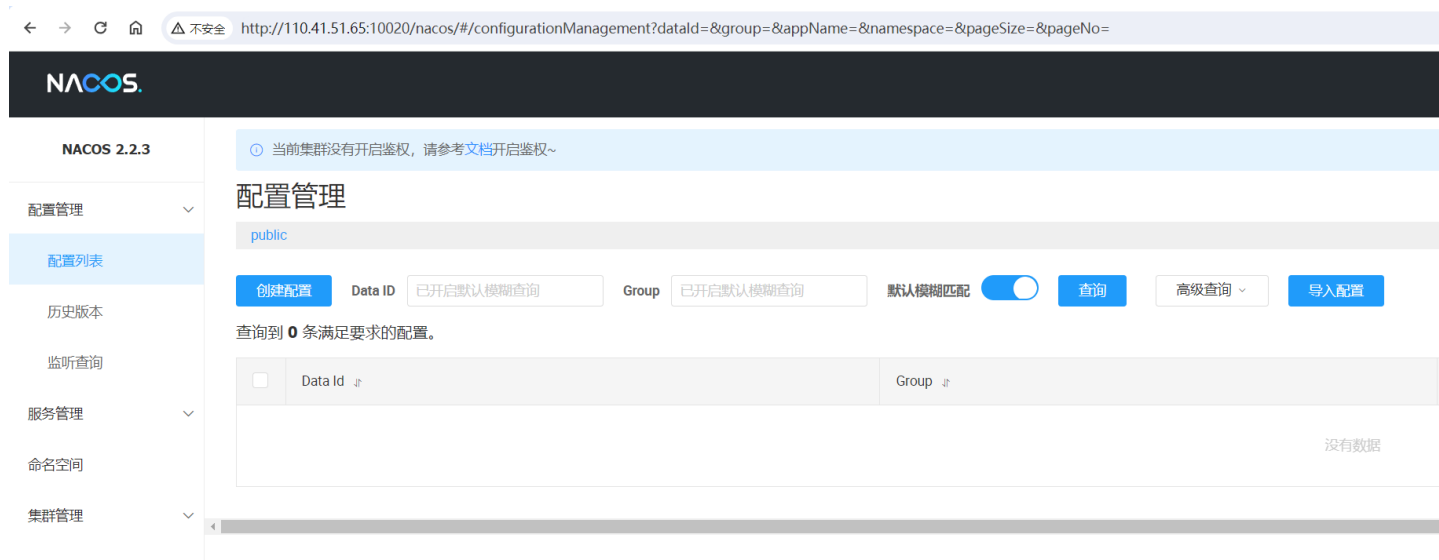 不安全 http://110.41.51.65:10020/nacos/#/configurationManagement?dataId=&group=&appName=&namespace=&pageSize=&pageNo=
NACOS.
NACOS 2.2.3
当前集群没有开启鉴权，请参考文档开启鉴权~
配置管理
public
配置管理
配置列表
历史版本
监听查询
服务管理
命名空间
集群管理
创建配置 Data ID 已开启默认模糊查询 Group 已开启默认模糊查询 默认模糊匹配 查询 高级查询 导入配置
查询到 0 条满足要求的配置。
Data Id Group
没有数据